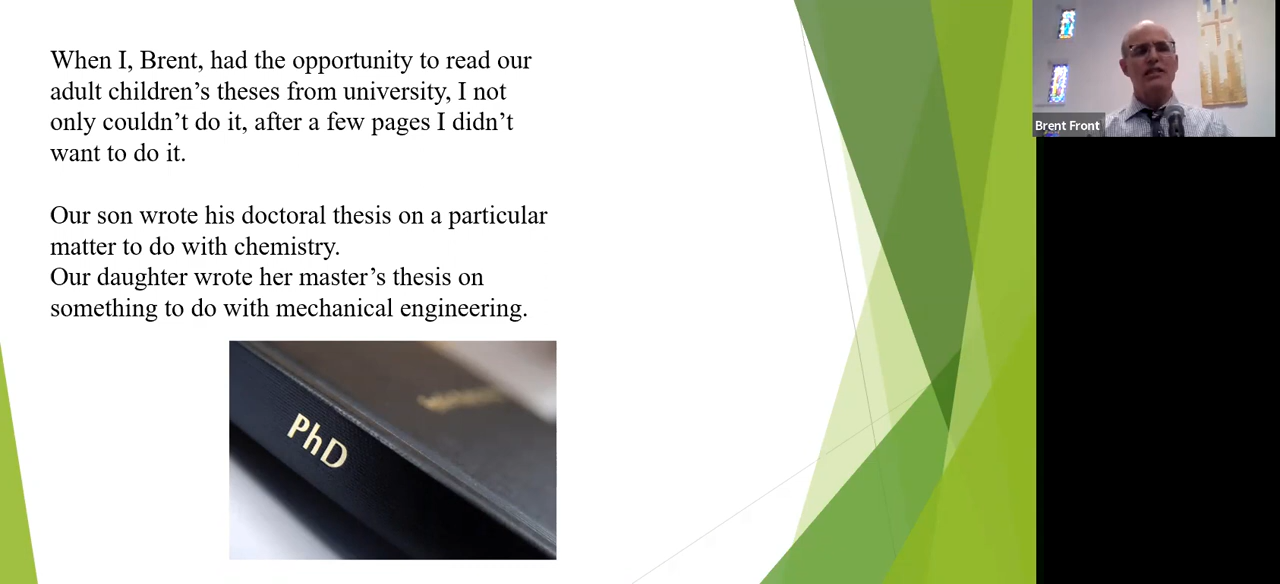 When I, Brent, had the opportunity to read our
adult children’s theses from university, I not
only couldn’t do it, after a few pages I didn’t
want to do it.
Our son wrote his doctoral thesis on a particular
matter to do with chemistry.
Our daughter wrote her master’s thesis on
something to do with mechanical engineering.
PhD
Brent Front